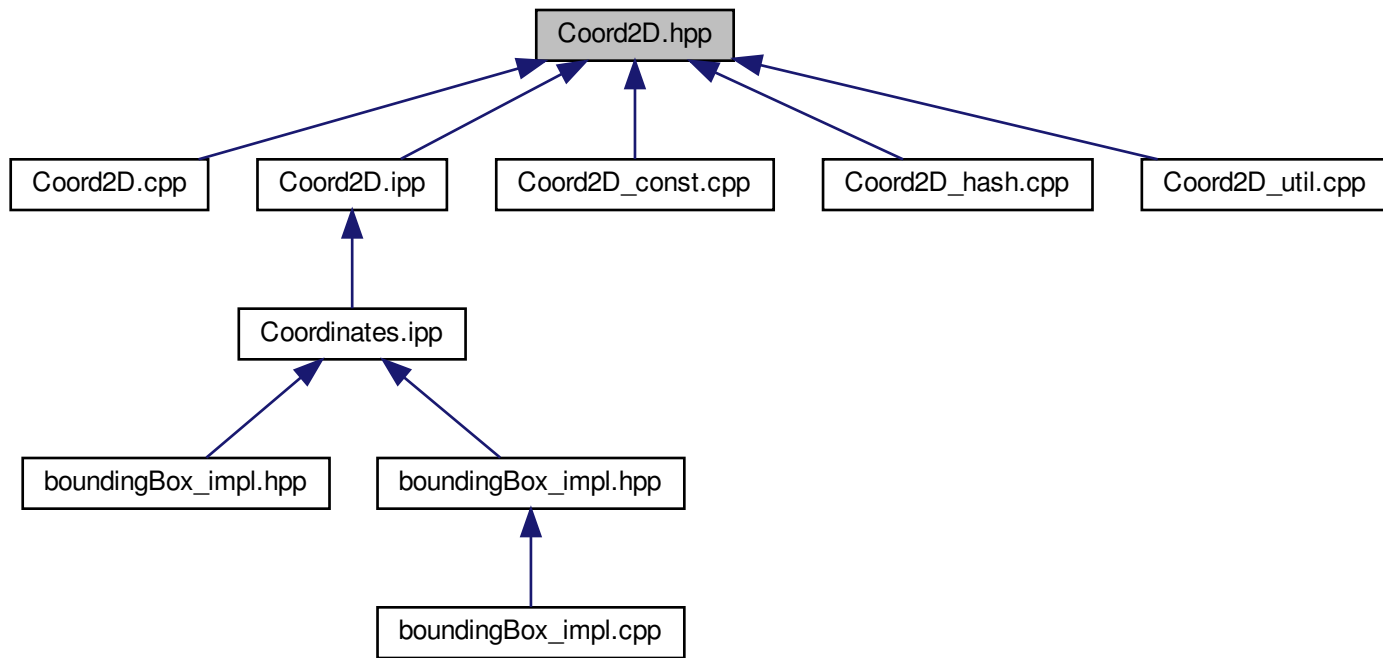 Coord2D.hpp
Coord2D.cpp
Coord2D.ipp
Coord2D_const.cpp
Coord2D_hash.cpp
Coord2D_util.cpp
Coordinates.ipp
boundingBox_impl.hpp
boundingBox_impl.hpp
boundingBox_impl.cpp